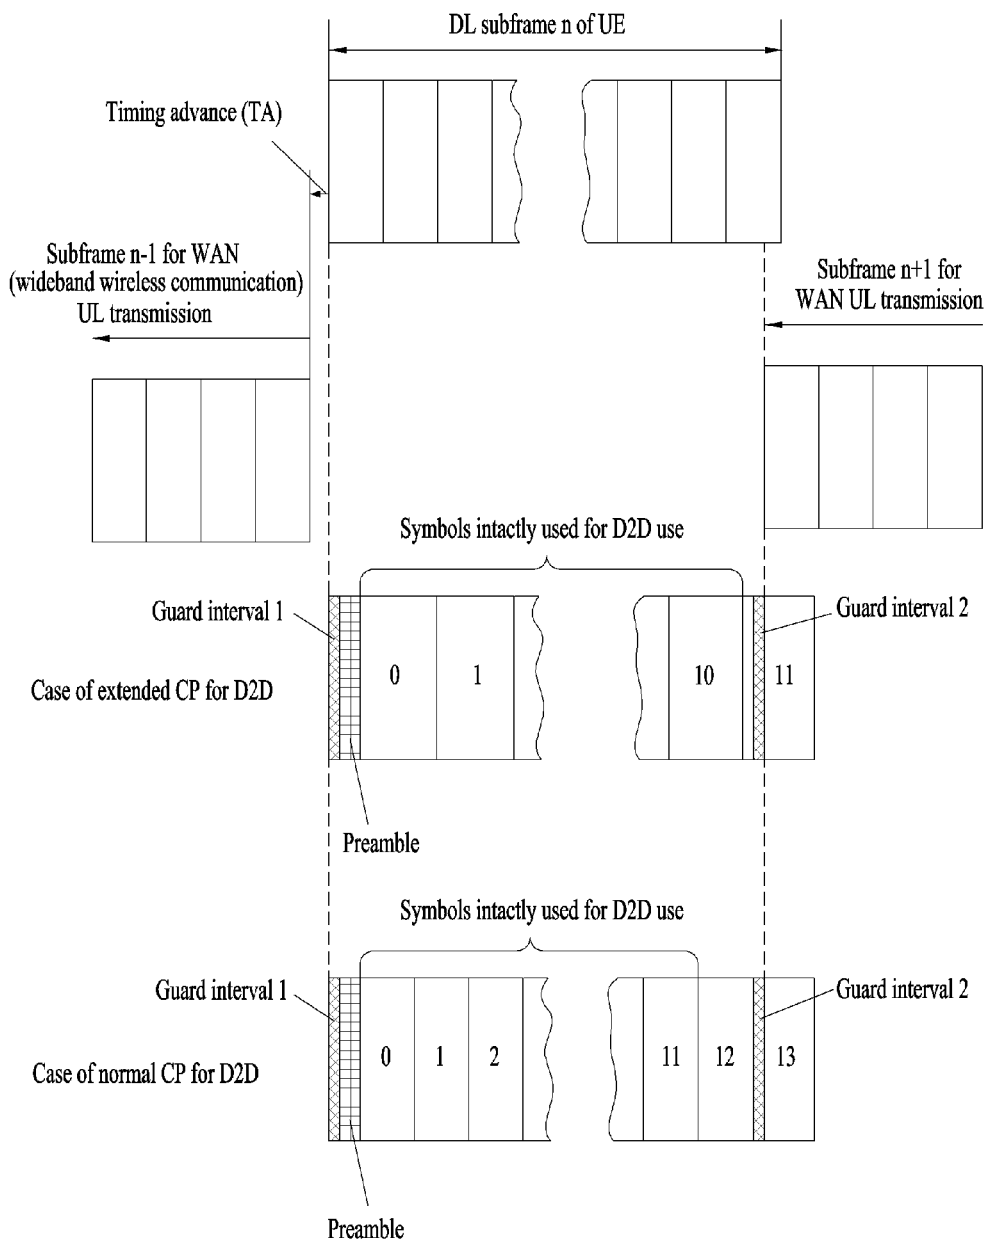 DL subframe n of UE
Timing advance (TA)
Subframe n-1 for WAN
(wideband wireless communication)
UL transmission
Subframe n+1 for
WAN UL transmission
Symbols intactly used for D2D use
Guard interval 1
Guard interval 2
Case of extended CP for D2D
0 1 10 11
Preamble
Symbols intactly used for D2D use
Guard interval 1
Guard interval 2
Case of normal CP for D2D
0 1 2 11 12 13
Preamble